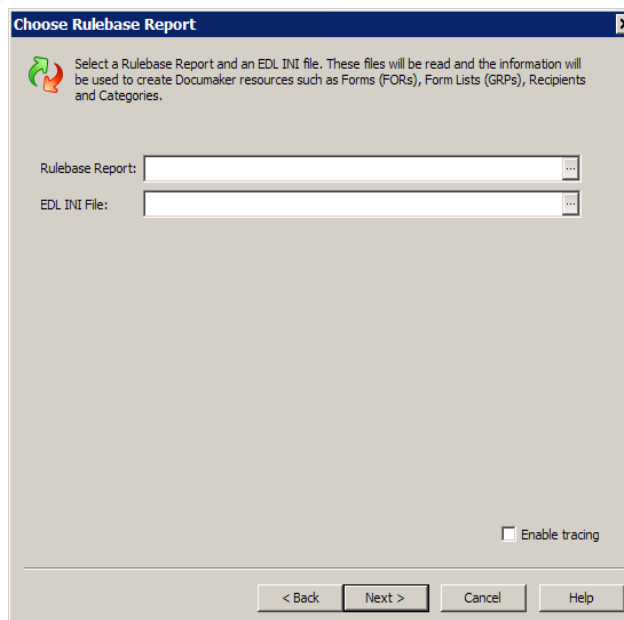 Choose Rulebase Report
Select a Rulebase Report and an EDL INI file. These files will be read and the information will
be used to create Documaker resources such as Forms (FORs), Form Lists (GRPs), Recipients
and Categories.
Rulebase Report:
...
EDL INI File:
...
Enable tracing
< Back
Next >
Cancel
Help